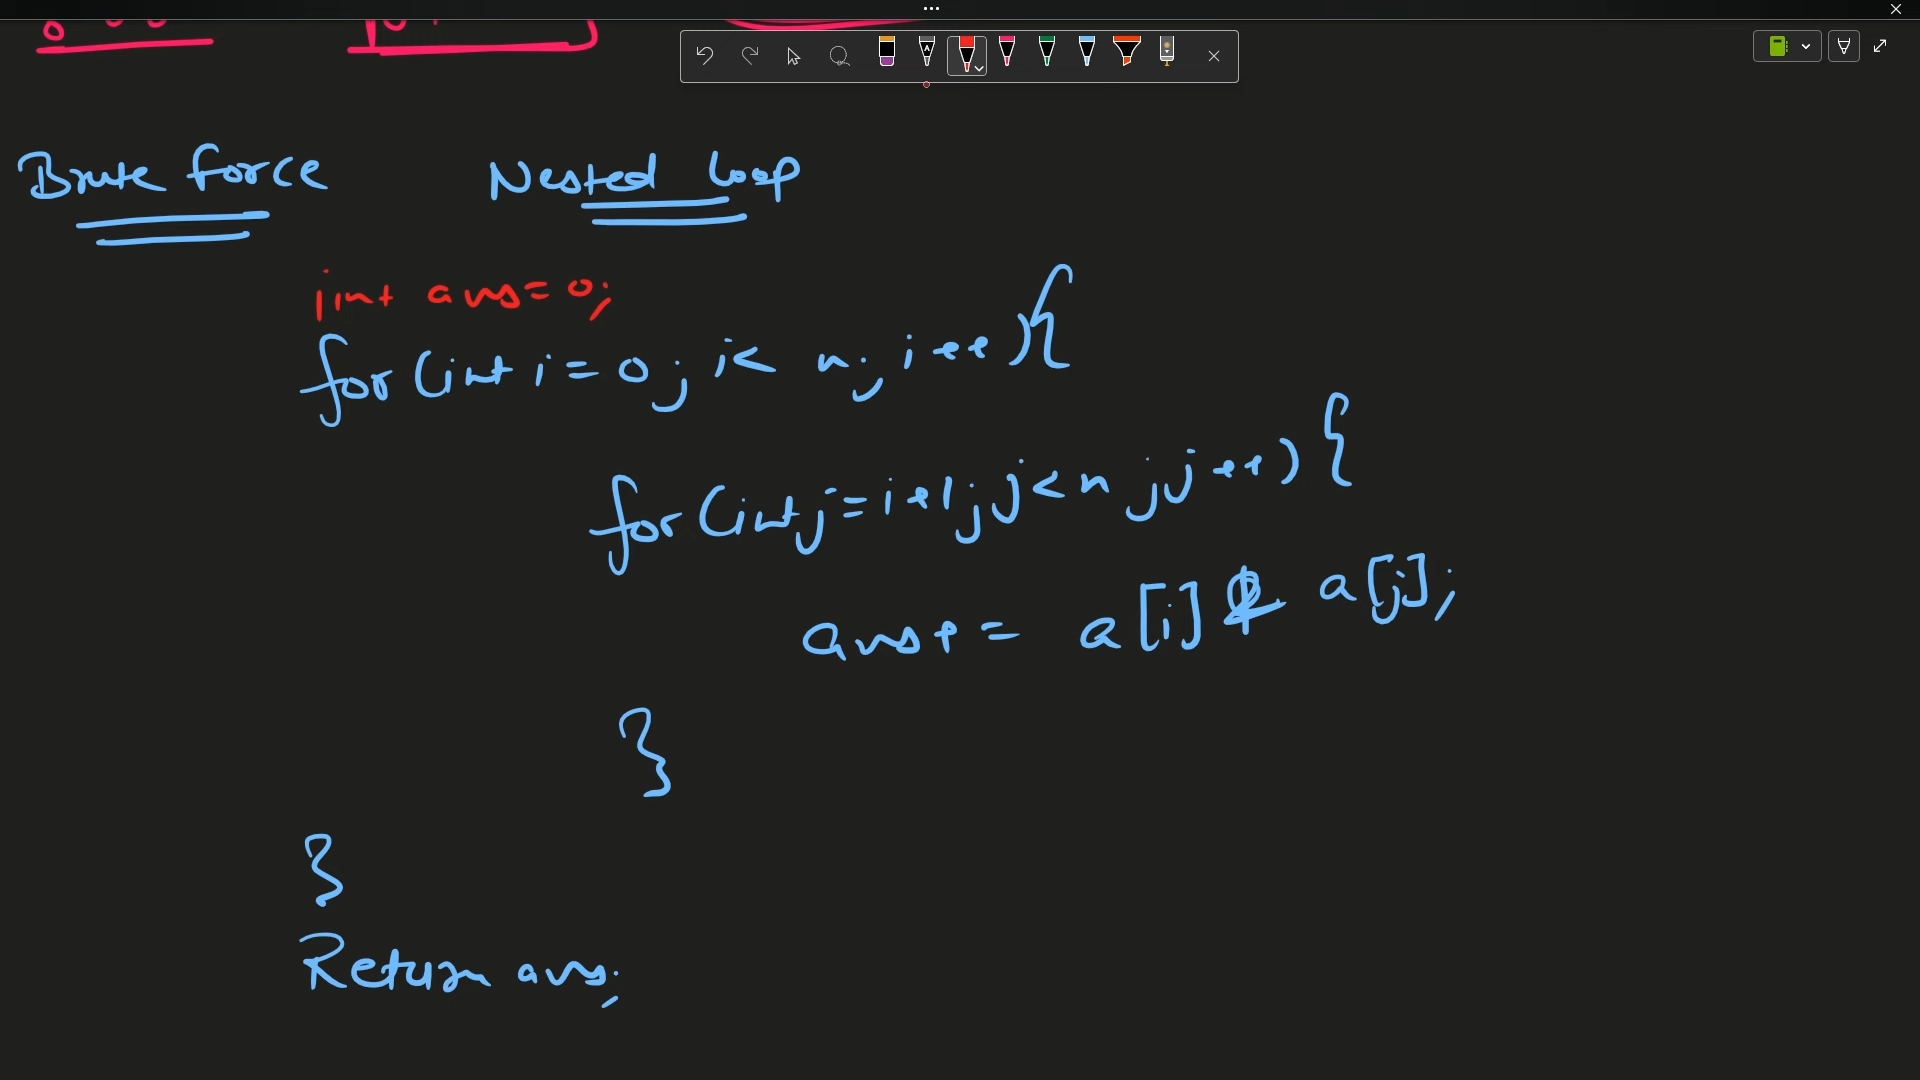 Brute force Nested loop
int ans=0;
for(int i=0; i< n; i++){
for(int j=i+1; j<n; j++){
ans+= a[i] & a[j];
}
}
Return ans;